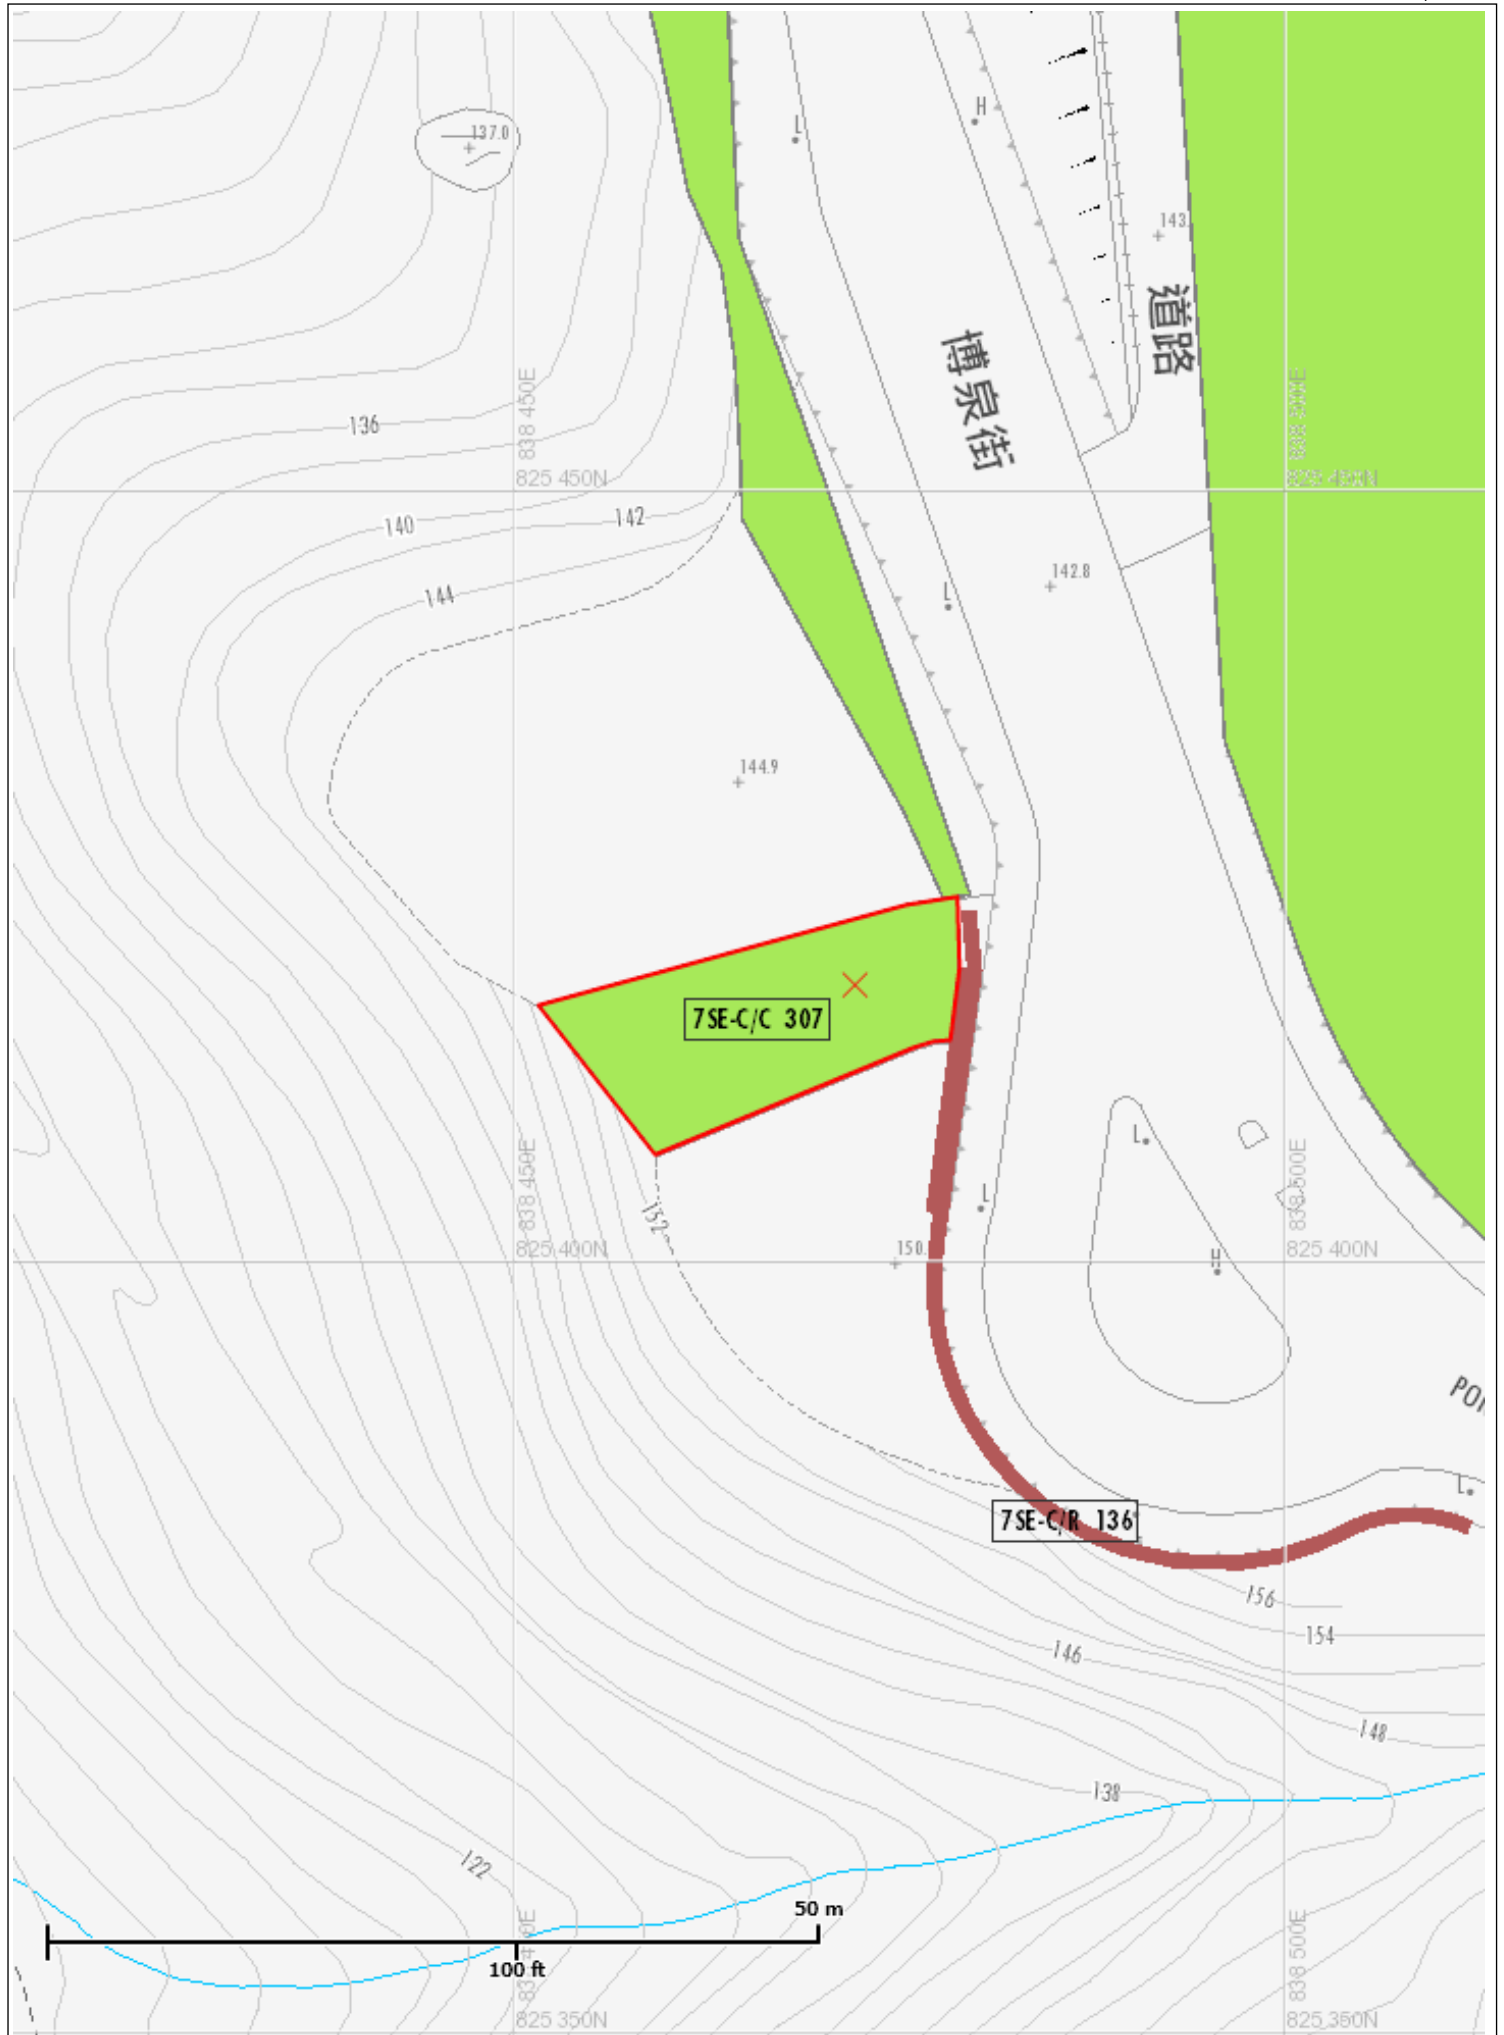 H
137.0
L
143.
道路
博泉街
838 450E
838 500E
136
825 450N
825 450N
140
142
142.8
144
L
144.9
7SE-C/C 307
L
838 450E
838 500E
152
L
825 400N
150.
H
825 400N
POI
L
7SE-C/R 136
156
154
146
148
138
122
50 m
100 ft
838 500E
825 350N
825 350N